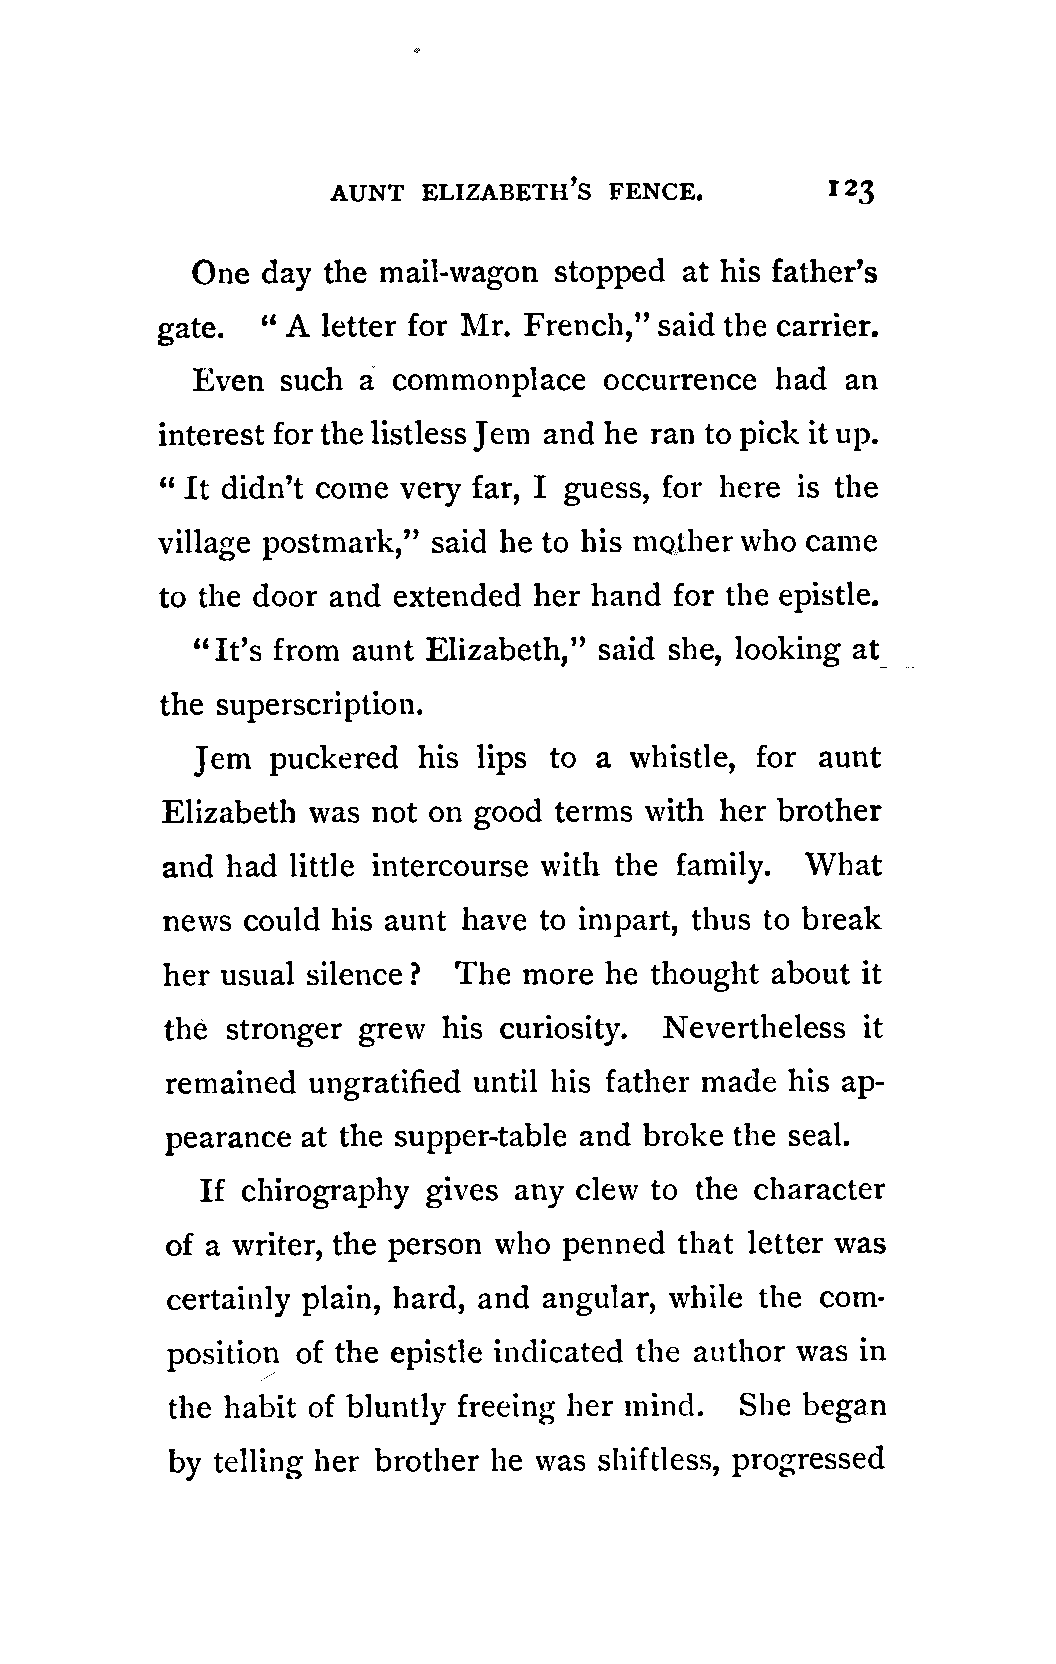 AUNT ELIZABETH'S FENCE. 123
One day the mail-wagon stopped at his father's
gate. "A letter for Mr. French," said the carrier.
Even such a commonplace occurrence had an
interest for the listless Jem and he ran to pick it up.
"It didn't come very far, I guess, for here is the
village postmark," said he to his mother who came
to the door and extended her hand for the epistle.
"It's from aunt Elizabeth," said she, looking at
the superscription.
Jem puckered his lips to a whistle, for aunt
Elizabeth was not on good terms with her brother
and had little intercourse with the family. What
news could his aunt have to impart, thus to break
her usual silence? The more he thought about it
the stronger grew his curiosity. Nevertheless it
remained ungratified until his father made his ap-
pearance at the supper-table and broke the seal.
If chirography gives any clew to the character
of a writer, the person who penned that letter was
certainly plain, hard, and angular, while the com-
position of the epistle indicated the author was in
the habit of bluntly freeing her mind. She began
by telling her brother he was shiftless, progressed